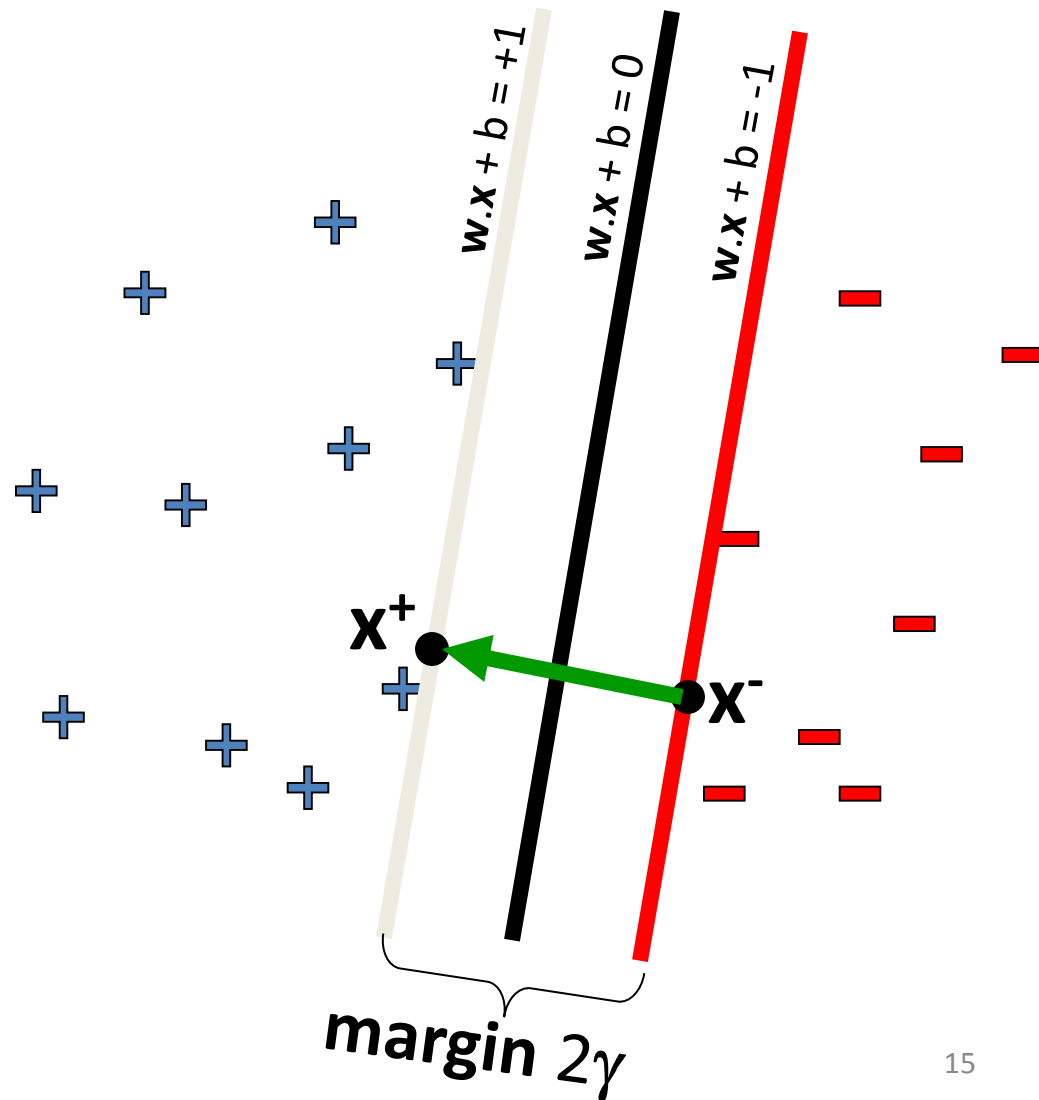 w.x + b = +1
w.x + b = 0
w.x + b = -1
x⁺
x⁻
margin 2γ
15